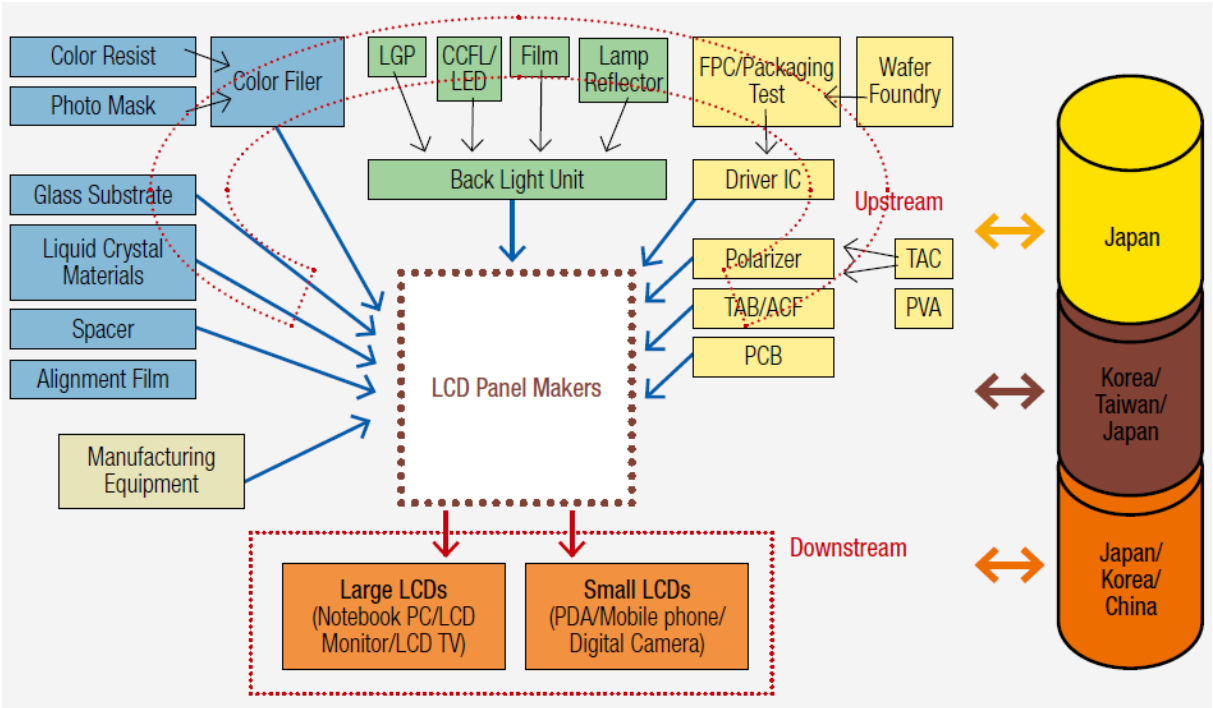 Color Resist
Photo Mask
Color Filer
LGP
CCFL/
LED
Film
Lamp
Reflector
FPC/Packaging
Test
Wafer
Foundry
Back Light Unit
Driver IC
Upstream
Glass Substrate
Liquid Crystal
Materials
Spacer
Alignment Film
Manufacturing
Equipment
Polarizer
TAC
TAB/ACF
PVA
PCB
LCD Panel Makers
Japan
Korea/
Taiwan/
Japan
Downstream
Large LCDs
(Notebook PC/LCD
Monitor/LCD TV)
Small LCDs
(PDA/Mobile phone/
Digital Camera)
Japan/
Korea/
China